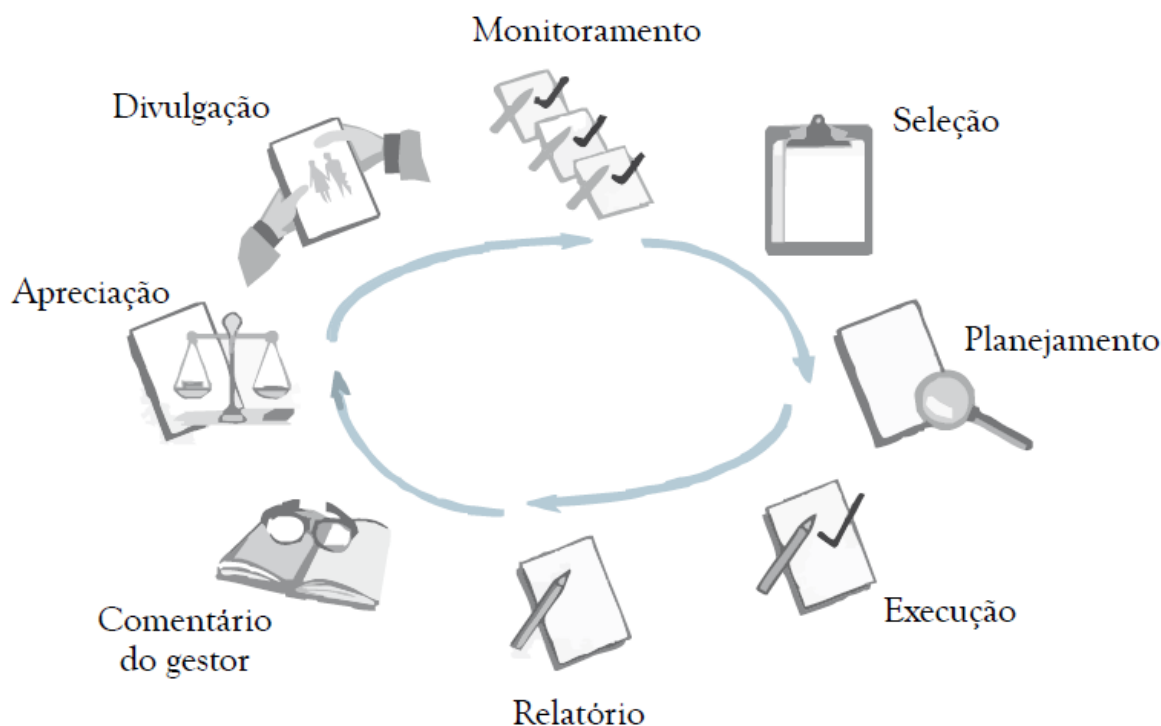 Monitoramento
Divulgação
Seleção
Apreciação
Planejamento
Execução
Comentário
do gestor
Relatório